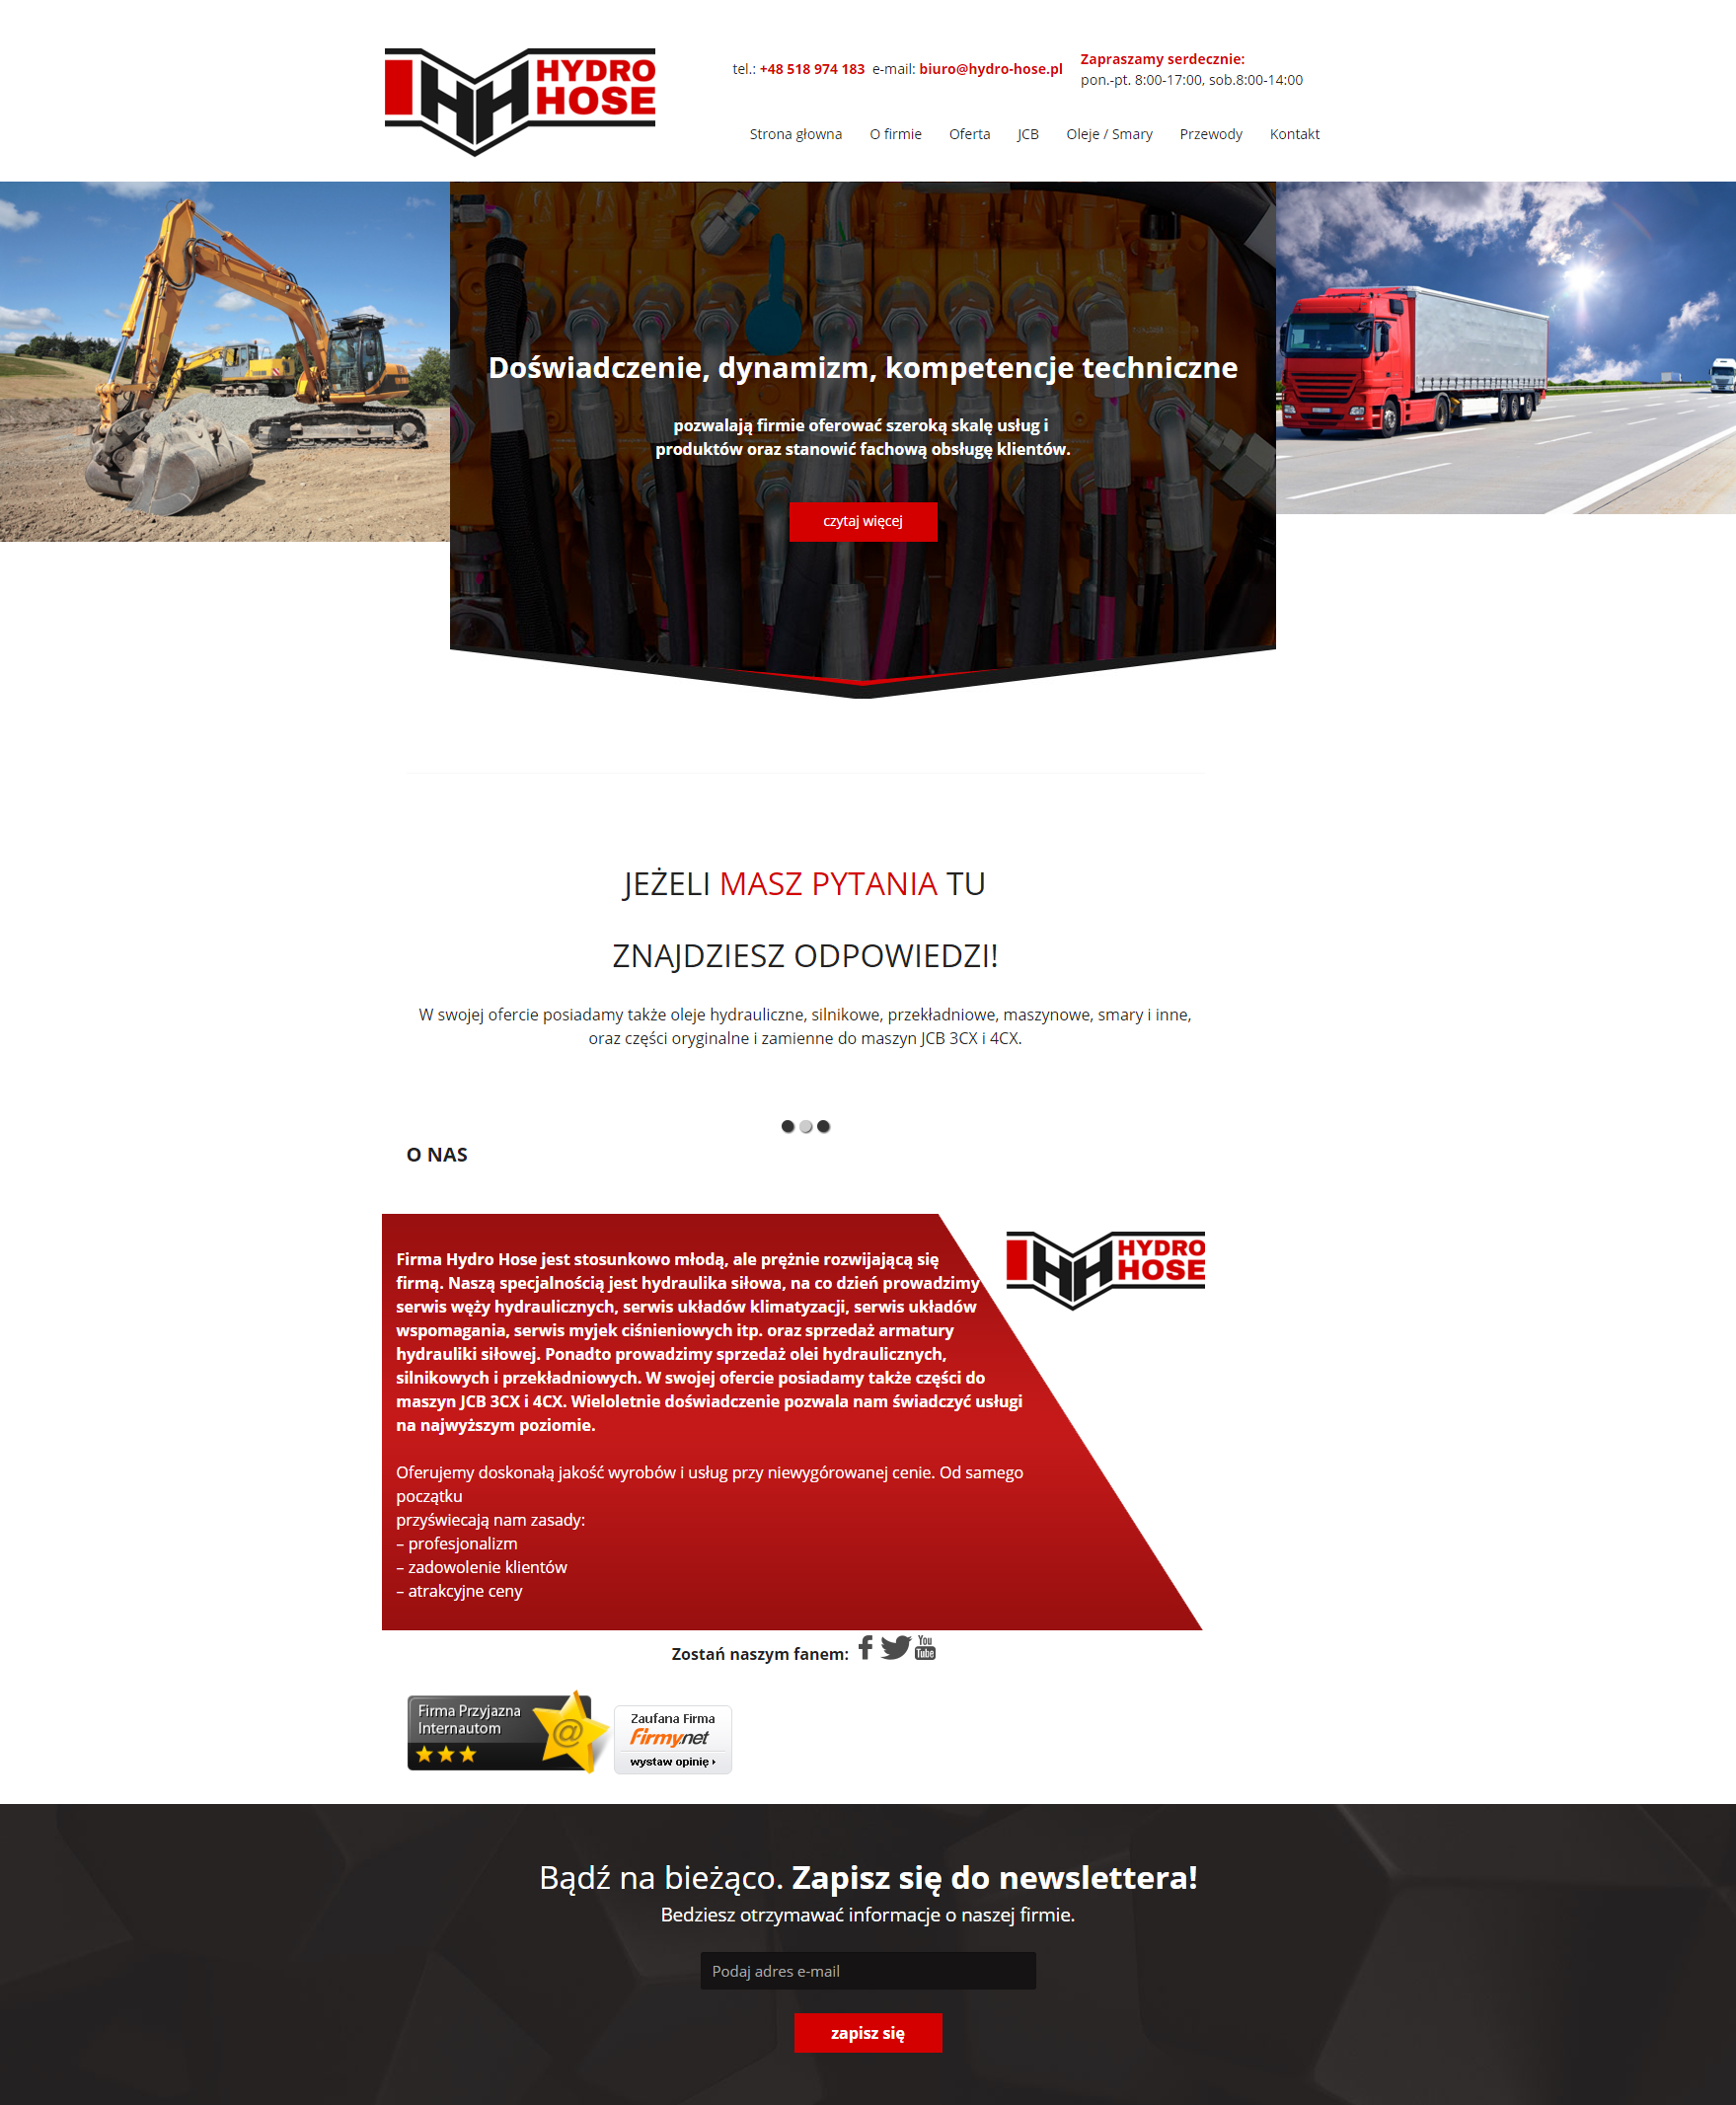 HYDRO
HOSE
tel.: +48 518 974 183 e-mail: biuro@hydro-hose.pl
Zapraszamy serdecznie:
pon.-pt. 8:00-17:00, sob.8:00-14:00
Strona głowna O firmie Oferta JCB Oleje / Smary Przewody Kontakt
Doświadczenie, dynamizm, kompetencje techniczne
pozwalają firmie oferować szeroką skalę usług i
produktów oraz stanowić fachową obsługę klientów.
czytaj więcej
JEŻELI MASZ PYTANIA TU
ZNAJDZIESZ ODPOWIEDZI!
W swojej ofercie posiadamy także oleje hydrauliczne, silnikowe, przekładniowe, maszynowe, smary i inne,
oraz części oryginalne i zamienne do maszyn JCB 3CX i 4CX.
O NAS
HYDRO
HOSE
Firma Hydro Hose jest stosunkowo młodą, ale prężnie rozwijającą się
firmą. Naszą specjalnością jest hydraulika siłowa, na co dzień prowadzimy
serwis węży hydraulicznych, serwis układów klimatyzacji, serwis układów
wspomagania, serwis myjek ciśnieniowych itp. oraz sprzedaż armatury
hydrauliki siłowej. Ponadto prowadzimy sprzedaż olei hydraulicznych,
silnikowych i przekładniowych. W swojej ofercie posiadamy także części do
maszyn JCB 3CX i 4CX. Wieloletnie doświadczenie pozwala nam świadczyć usługi
na najwyższym poziomie.
Oferujemy doskonałą jakość wyrobów i usług przy niewygórowanej cenie. Od samego
początku
przyświecają nam zasady:
– profesjonalizm
– zadowolenie klientów
– atrakcyjne ceny
Zostań naszym fanem:
You
Tube
Firma Przyjazna
Internautom
@
Zaufana Firma
Firmy.net
wystaw opinię
Bądź na bieżąco. Zapisz się do newslettera!
Bedziesz otrzymawać informacje o naszej firmie.
Podaj adres e-mail
zapisz się